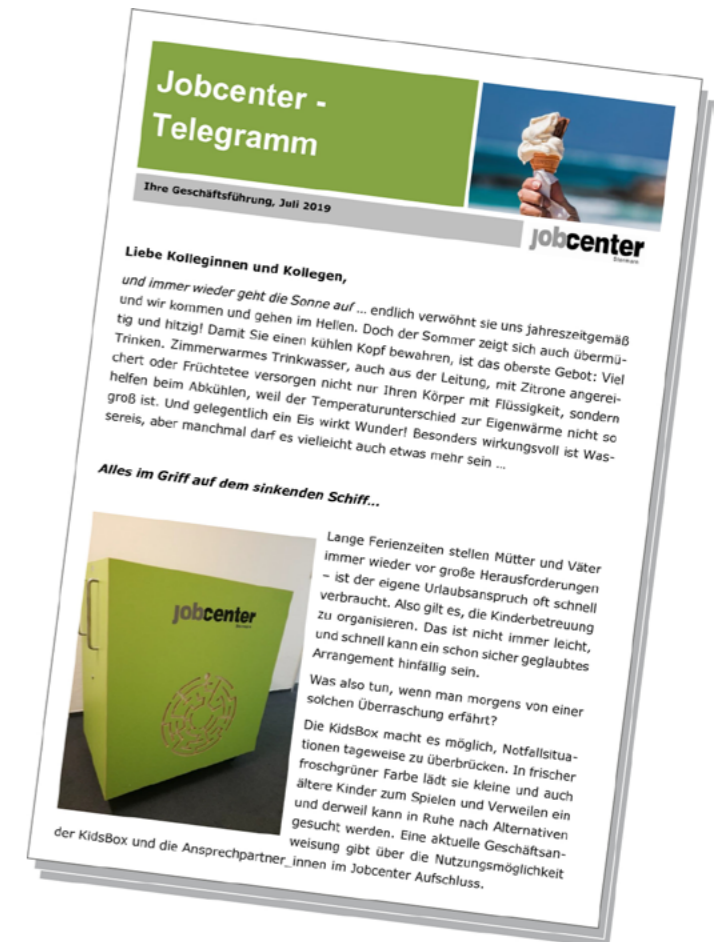 Jobcenter -
Telegramm
Ihre Geschäftsführung, Juli 2019
jobcenter
Liebe Kolleginnen und Kollegen,
und immer wieder geht die Sonne auf ... endlich verwöhnt sie uns jahreszeitgemäß
und wir kommen und gehen im Hellen. Doch der Sommer zeigt sich auch übermü-
tig und hitzig! Damit Sie einen kühlen Kopf bewahren, ist das oberste Gebot: Viel
Trinken. Zimmerwarmes Trinkwasser, auch aus der Leitung, mit Zitrone angerei-
chert oder Früchtetee versorgen nicht nur Ihren Körper mit Flüssigkeit, sondern
helfen beim Abkühlen, weil der Temperaturunterschied zur Eigenwärme nicht so
groß ist. Und gelegentlich ein Eis wirkt Wunder! Besonders wirkungsvoll ist Was-
sereis, aber manchmal darf es vielleicht auch etwas mehr sein ...
Alles im Griff auf dem sinkenden Schiff...
jobcenter
Lange Ferienzeiten stellen Mütter und Väter
immer wieder vor große Herausforderungen
– ist der eigene Urlaubsanspruch oft schnell
verbraucht. Also gilt es, die Kinderbetreuung
zu organisieren. Das ist nicht immer leicht,
und schnell kann ein schon sicher geglaubtes
Arrangement hinfällig sein.
Was also tun, wenn man morgens von einer
solchen Überraschung erfährt?
Die KidsBox macht es möglich, Notfallsitua-
tionen tageweise zu überbrücken. In frischer
froschgrüner Farbe lädt sie kleine und auch
ältere Kinder zum Spielen und Verweilen ein
und derweil kann in Ruhe nach Alternativen
gesucht werden. Eine aktuelle Geschäftsan-
weisung gibt über die Nutzungsmöglichkeit
der KidsBox und die Ansprechpartner_innen im Jobcenter Aufschluss.